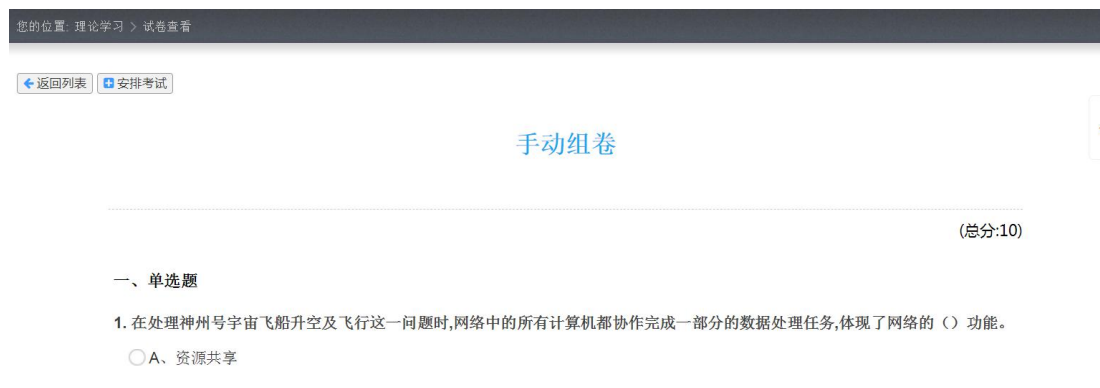 您的位置: 理论学习 > 试卷查看
返回列表 安排考试
手动组卷
(总分:10)
一、单选题
1. 在处理神州号宇宙飞船升空及飞行这一问题时,网络中的所有计算机都协作完成一部分的数据处理任务,体现了网络的（）功能。
A、资源共享